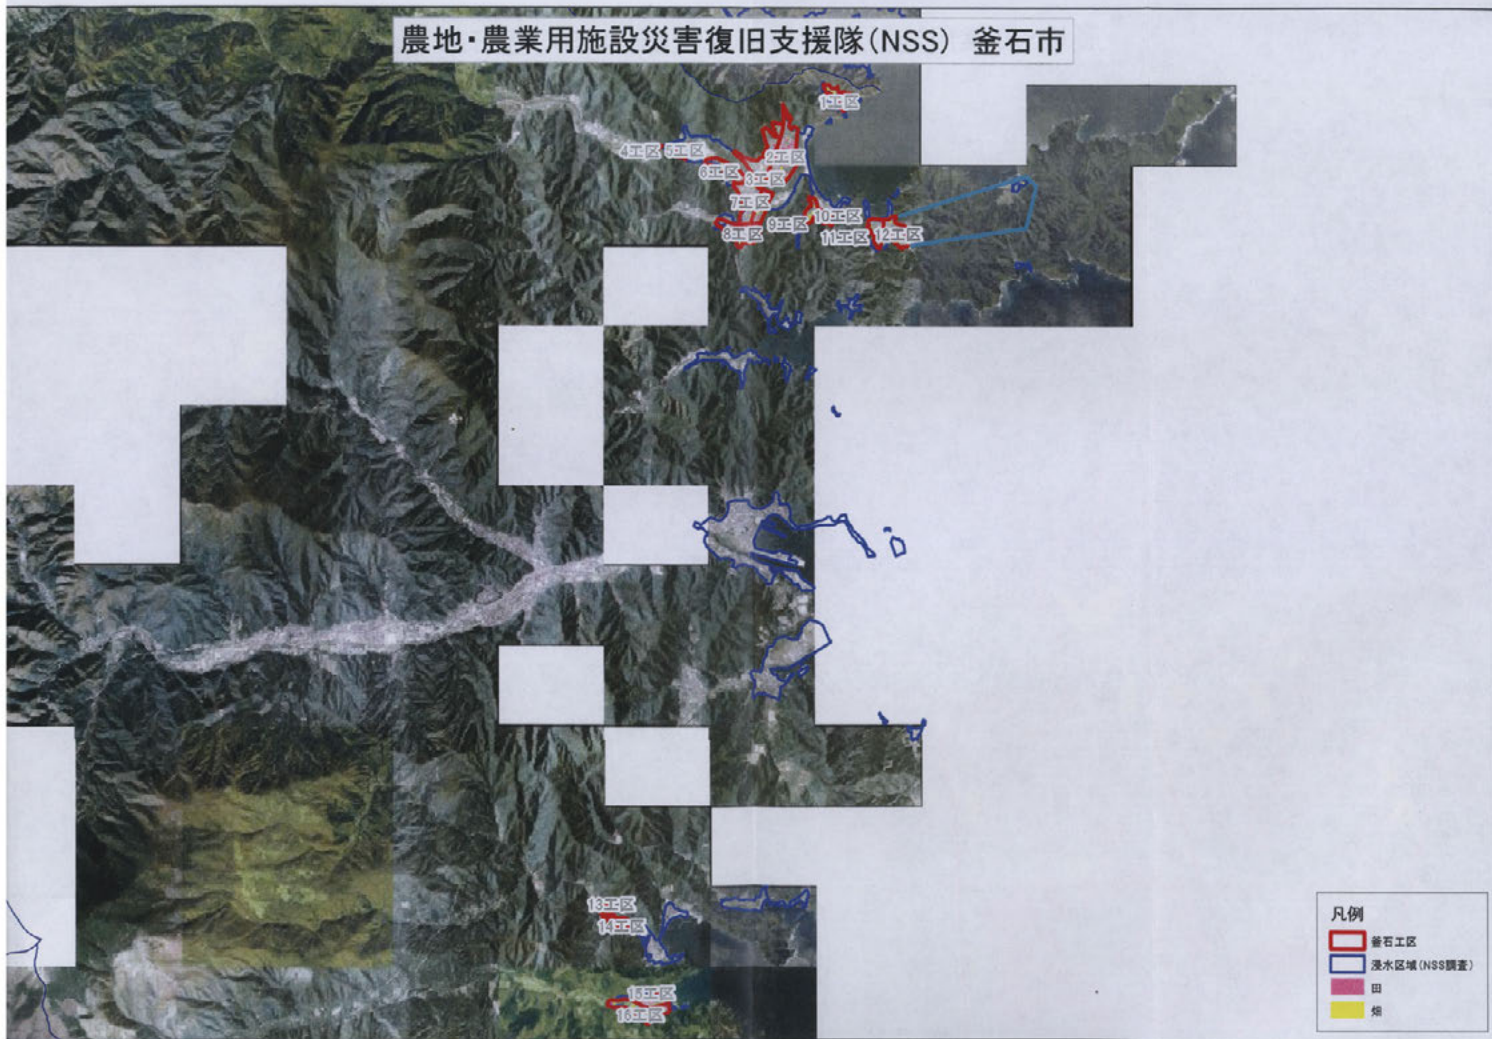 農地・農業用施設災害復旧支援隊(NSS) 釜石市
1工区
2工区
4工区
5工区
6工区
3工区
7工区
8工区
9工区
10工区
11工区
12工区
13工区
14工区
15工区
16工区
凡例
釜石工区
浸水区域(NSS調査)
田
畑